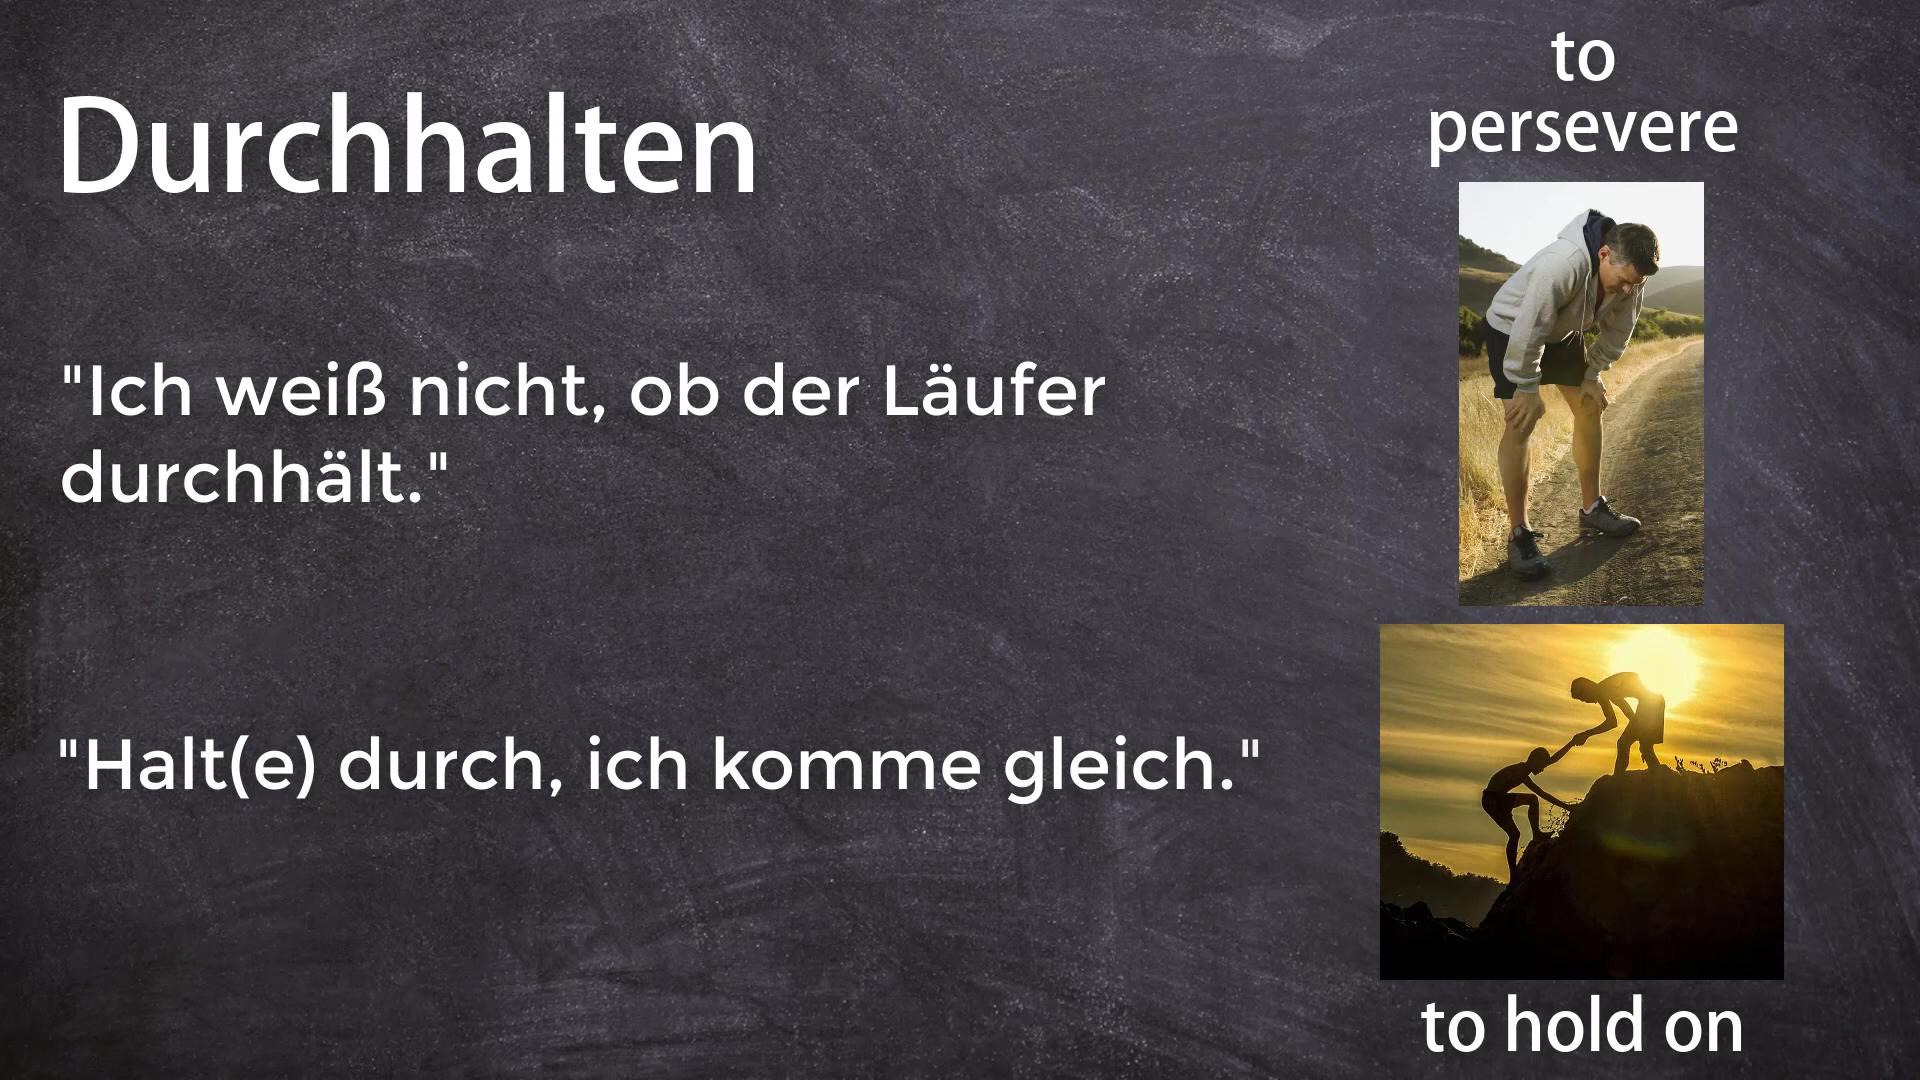 Durchhalten
"Ich weiß nicht, ob der Läufer
durchhält."
"Halt(e) durch, ich komme gleich."
to
persevere
to hold on